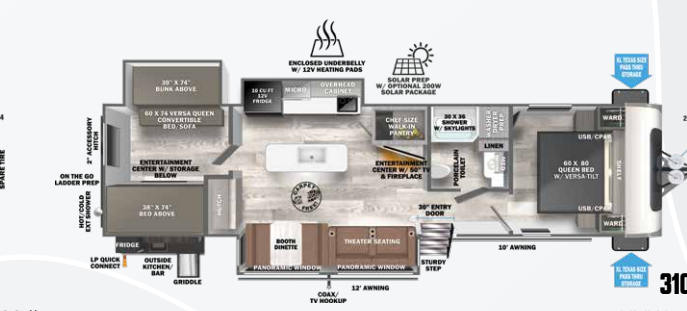 ENCLOSED UNDERBELLY
W/ 12V HEATING PADS
SOLAR PREP
W/ OPTIONAL 200W
SOLAR PACKAGE
XL TEXAS SIZE
PASS THRU
STORAGE
30" X 74"
BUNK ABOVE
60 X 74 VERSA QUEEN
CONVERTIBLE
BED/SOFA
10 CU FT
12V
FRIDGE
MICRO
OVERHEAD
CABINET
CHEF-SIZE
WALK-IN
PANTRY
30 X 36
SHOWER
W/ SKYLIGHTS
WASHER
DRYER
PREP
LINEN
WARD
USB/CPAP
2" ACCESSORY
HITCH
SPARE TIRE
ENTERTAINMENT
CENTER W/ STORAGE
BELOW
ENTERTAINMENT
CENTER W/ 50" TV
& FIREPLACE
PORCELAIN
TOILET
MED
60 X 80
QUEEN BED
W/ VERSA-TILT
SHELF
ON THE GO
LADDER PREP
HOT/COLD
EXT SHOWER
38" X 74"
BED ABOVE
HUTCH
CARPET
FREE
30" ENTRY
DOOR
USB/CPAP
WARD
FRIDGE
BOOTH
DINETTE
THEATER SEATING
STURDY
STEP
10' AWNING
LP QUICK
CONNECT
OUTSIDE
KITCHEN/
BAR
GRIDDLE
PANORAMIC WINDOW
PANORAMIC WINDOW
12' AWNING
COAX/
TV HOOKUP
XL TEXAS SIZE
PASS THRU
STORAGE
310